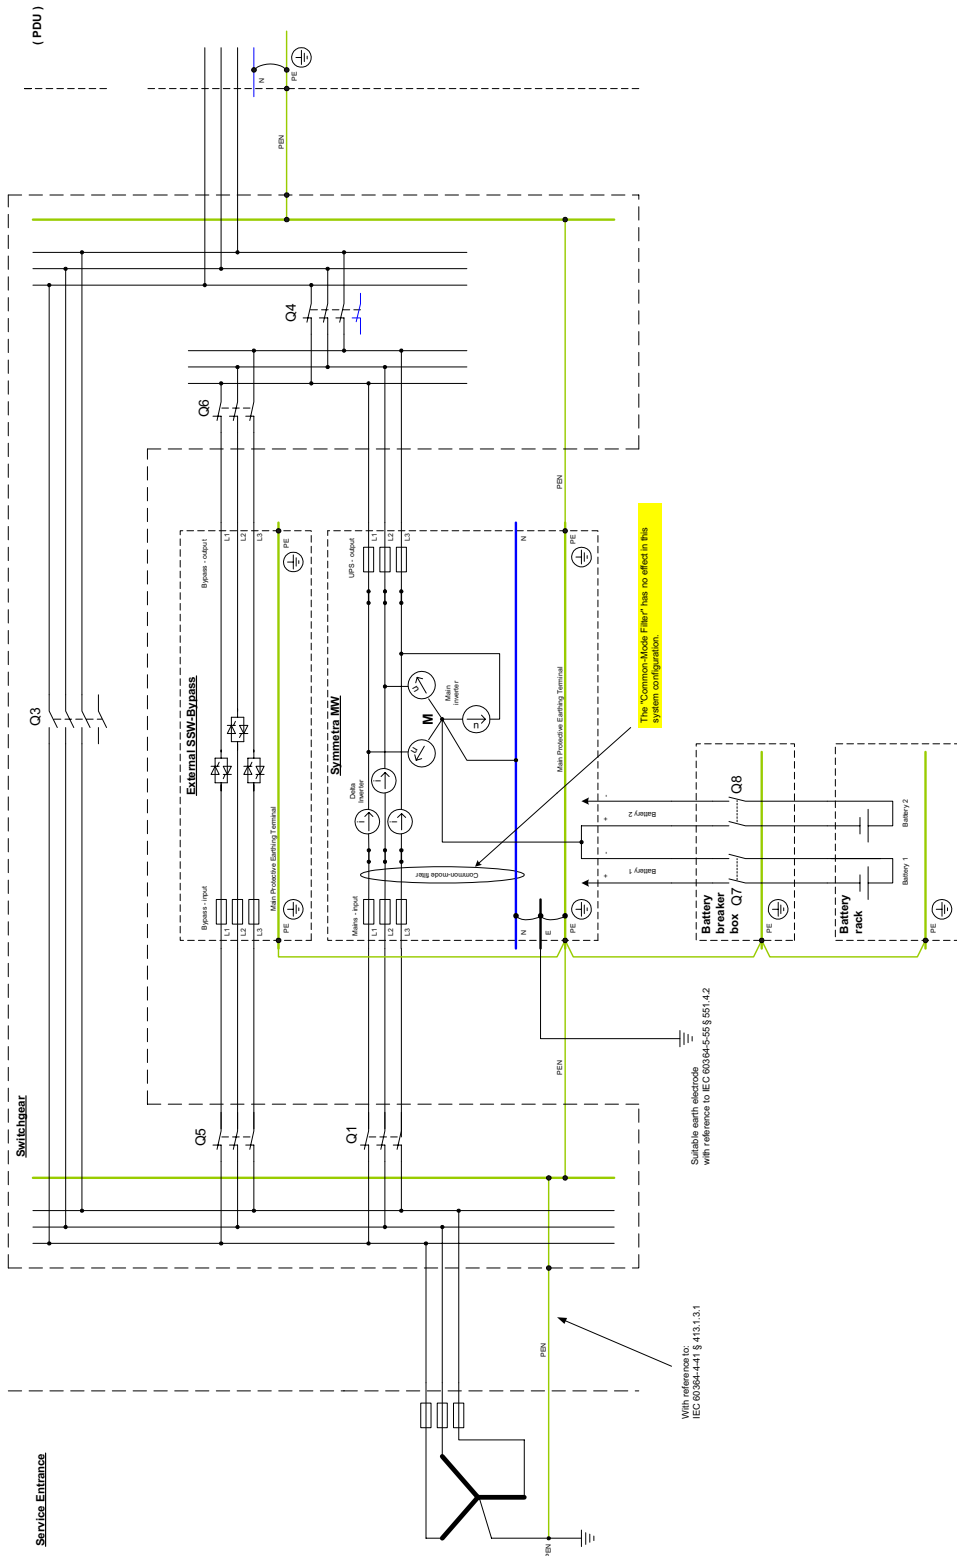 Service Entrance
PEN
PEN
With reference to:
IEC 60364-4-41 § 413.1.3.1
Switchgear
Q3
Q5
Q1
PEN
Suitable earth electrode
with reference to IEC 60364-5-55 § 551.4.2
External SSW-Bypass
Bypass - input
L1
L2
L3
Main Protective Earthing Terminal
PE
Bypass - output
L1
L2
L3
PE
Symmetra MW
Mains - input
L1
L2
L3
Common-mode filter
Delta
Inverter
M
Main
inverter
UPS - output
L1
L2
L3
N
E
PE
Main Protective Earthing Terminal
N
PE
The "Common-Mode Filter" has no effect in this
system configuration.
+
Battery 1
-
+
Battery 2
-
Battery
breaker
box
Q7
Q8
PE
Battery
rack
Battery 1
Battery 2
PE
Q6
Q4
PEN
PEN
N
PE
( PDU )